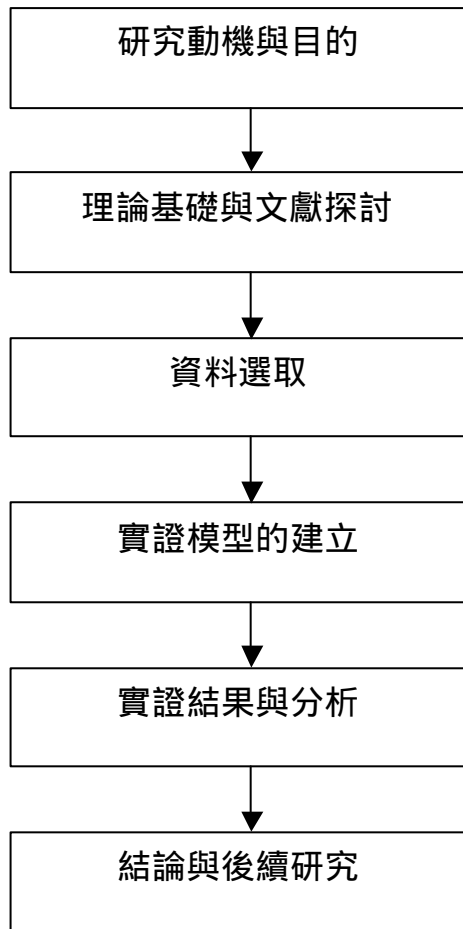 研究動機與目的
理論基礎與文獻探討
資料選取
實證模型的建立
實證結果與分析
結論與後續研究